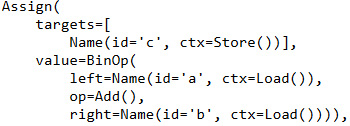 Assign(
targets=[
Name(id='c', ctx=Store())],
value=BinOp(
left=Name(id='a', ctx=Load()),
op=Add(),
right=Name(id='b', ctx=Load()))),